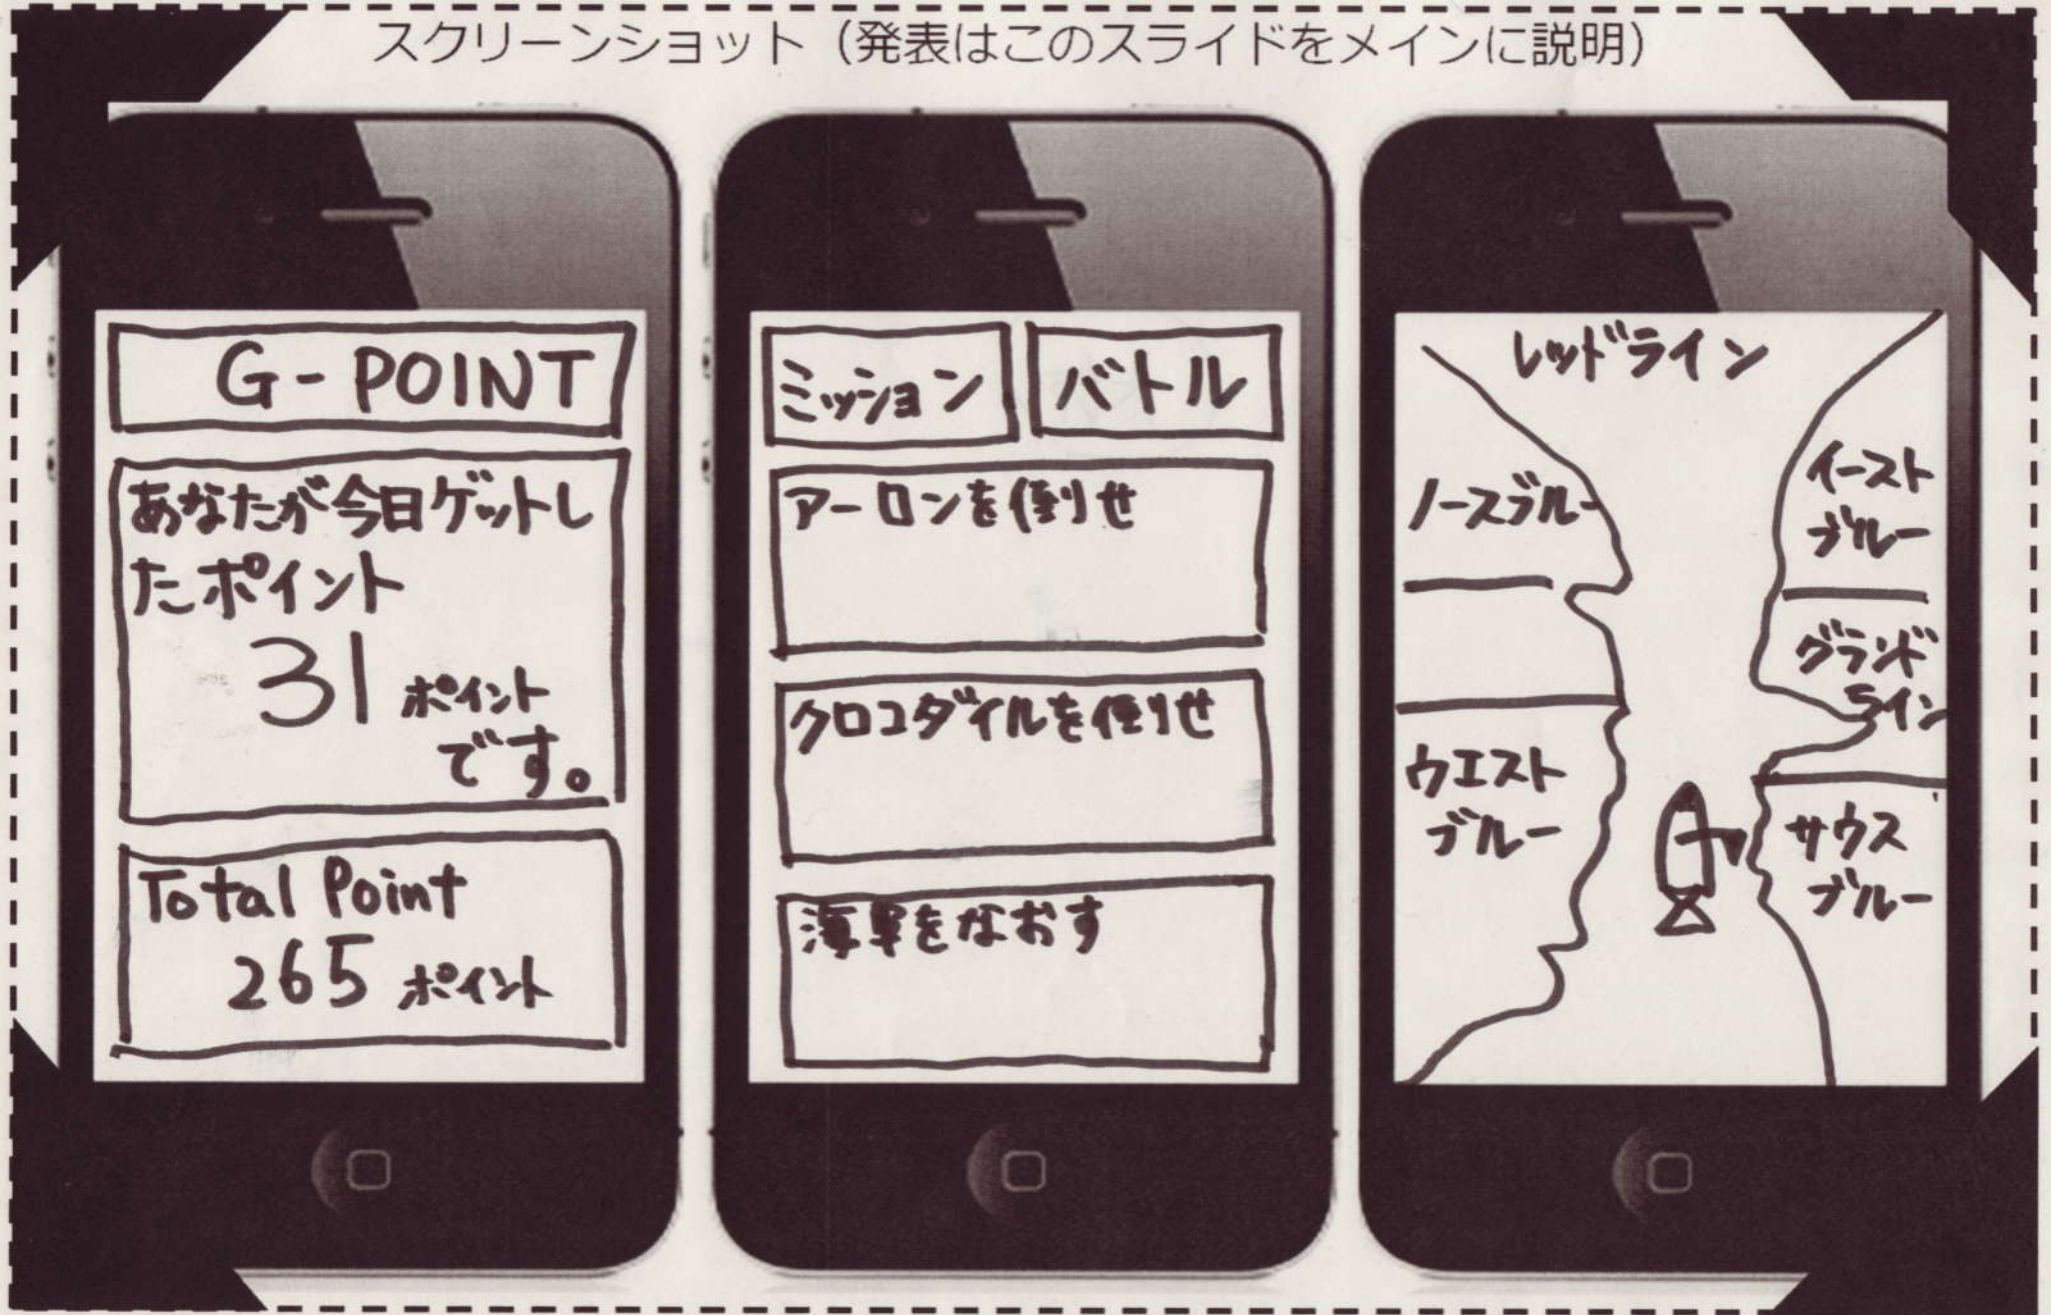 スクリーンショット（発表はこのスライドをメインに説明）
G-POINT
あなたが今日ゲットし
たポイント
31 ポイント
です。
Total Point
265 ポイント
ミッション
バトル
アーロンを倒せ
クロコダイルを倒せ
海軍をなおす
レッドライン
ノースブルー
イースト
ブルー
グランド
ライン
ウエスト
ブルー
サウス
ブルー